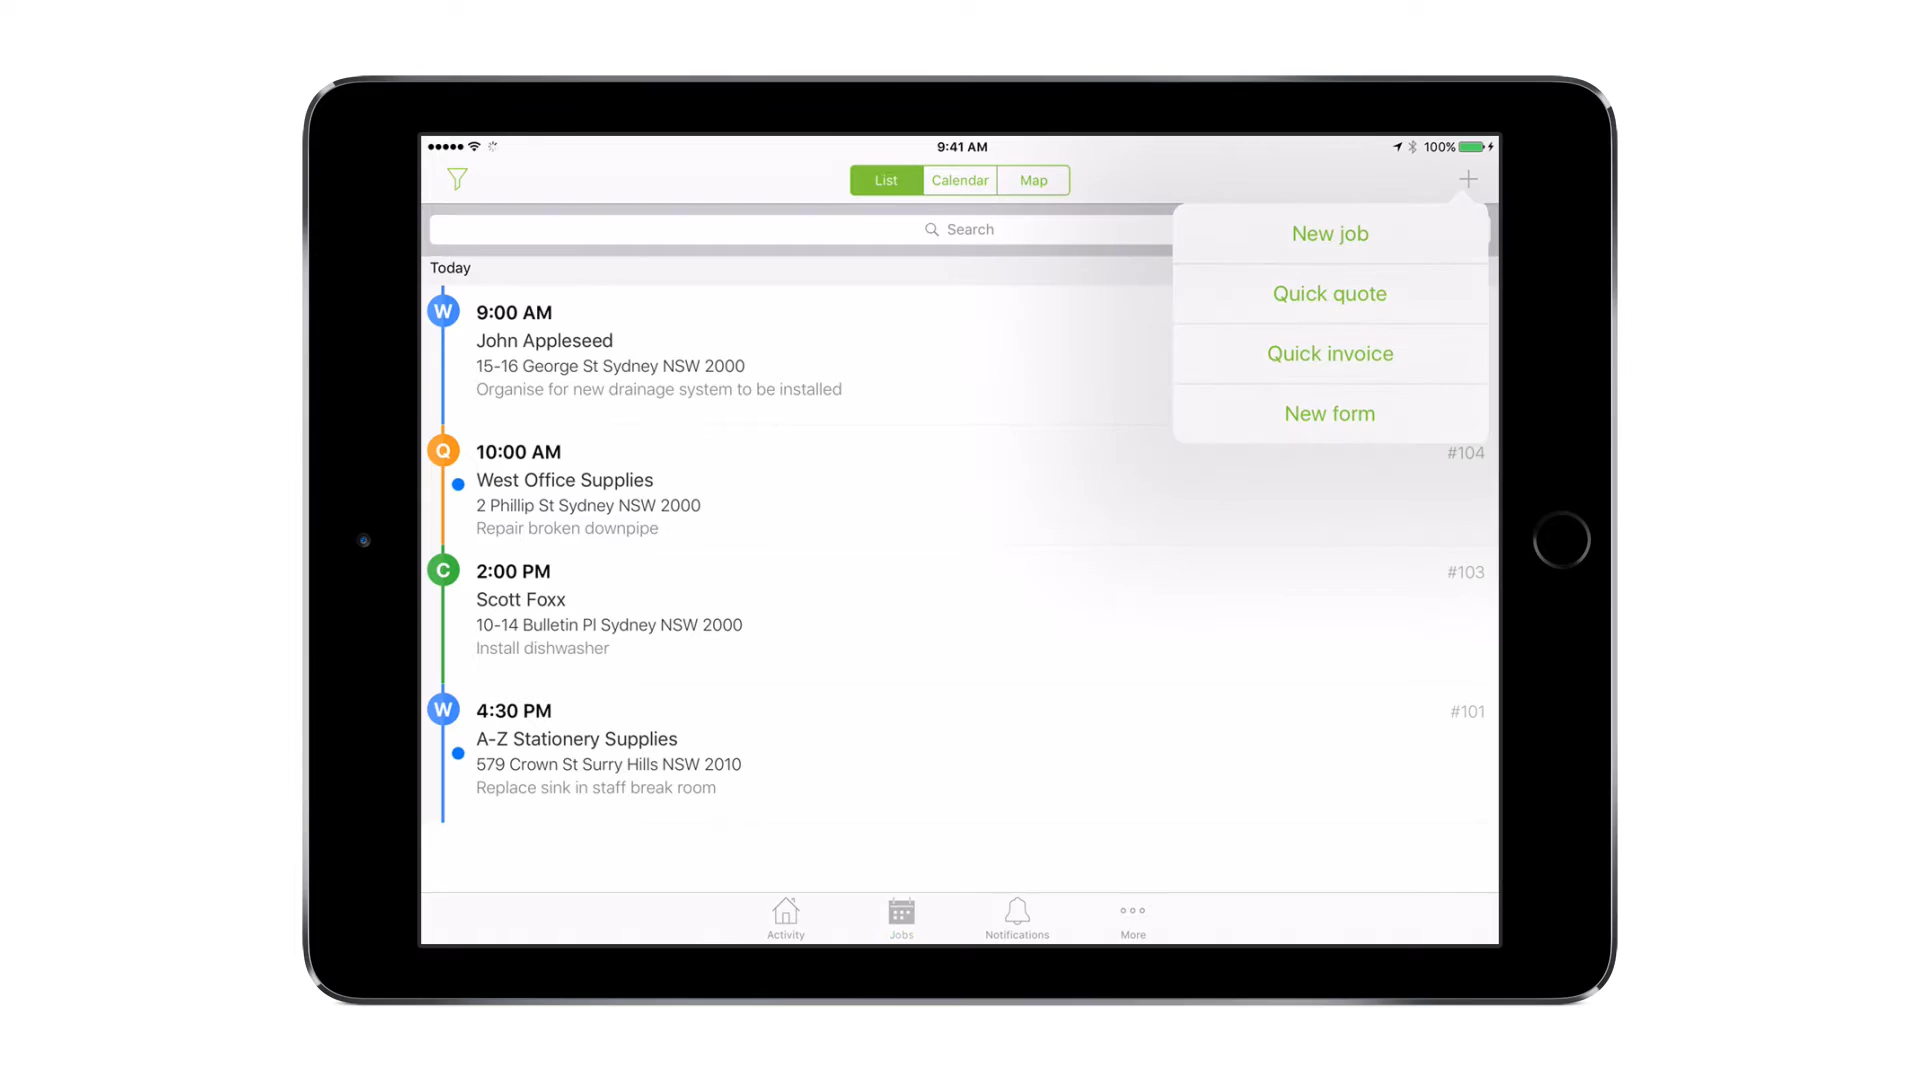 9:41 AM
100%
List
Calendar
Map
Search
New job
Quick quote
Quick invoice
New form
Today
W
9:00 AM
John Appleseed
15-16 George St Sydney NSW 2000
Organise for new drainage system to be installed
Q
10:00 AM
#104
West Office Supplies
2 Phillip St Sydney NSW 2000
Repair broken downpipe
C
2:00 PM
#103
Scott Foxx
10-14 Bulletin Pl Sydney NSW 2000
Install dishwasher
W
4:30 PM
#101
A-Z Stationery Supplies
579 Crown St Surry Hills NSW 2010
Replace sink in staff break room
Activity
Jobs
Notifications
More